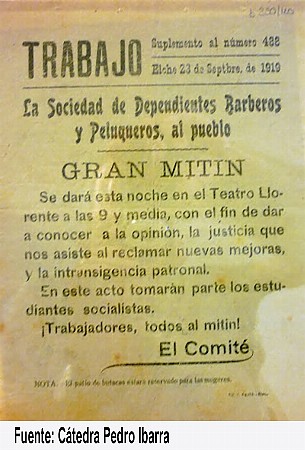 TRABAJO
Suplemento al número 488
Elche 23 de Septbre. de 1919
La Sociedad de Dependientes Barberos
y Peluqueros, al pueblo
GRAN MITIN
Se dará esta noche en el Teatro Llo-
rente a las 9 y media, con el fin de dar
a conocer a la opinión, la justicia que
nos asiste al reclamar nuevas mejoras,
y la intransigencia patronal.
En este acto tomarán parte los estu-
diantes socialistas.
¡Trabajadores, todos al mitin!
El Comité
NOTA. El patio de butacas estará reservado para las mugeres.
Fuente: Cátedra Pedro Ibarra